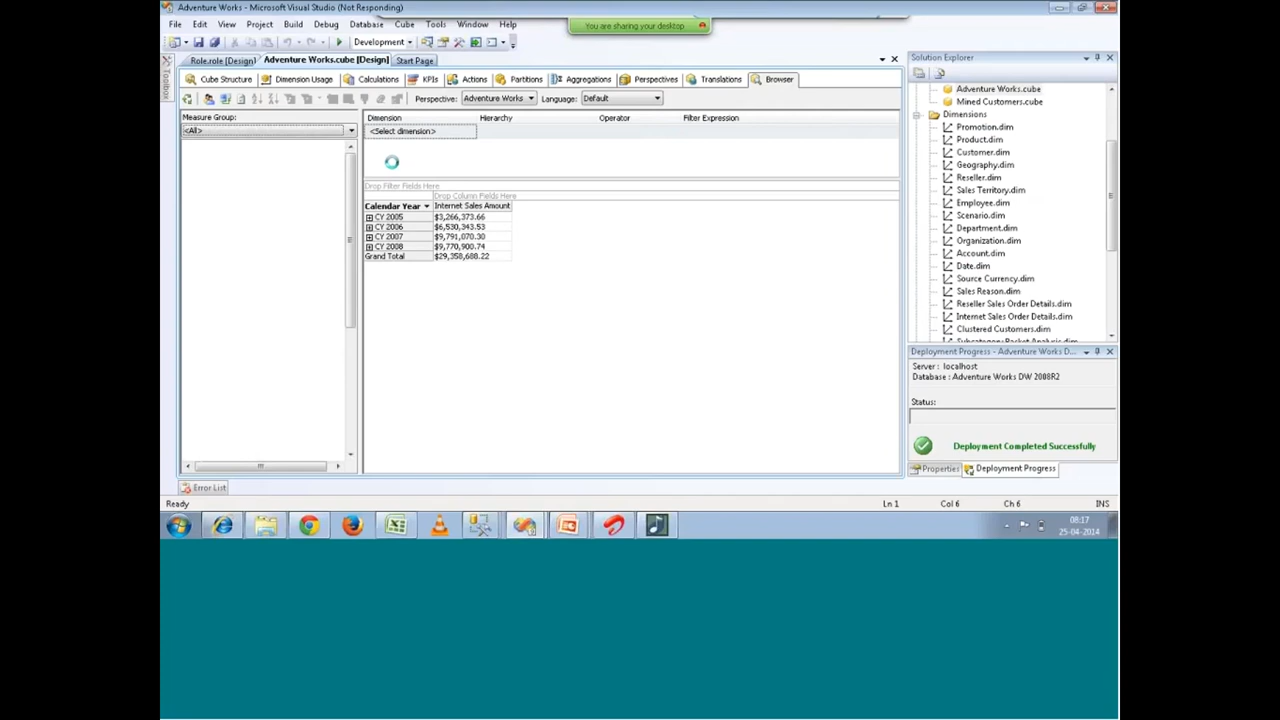 Adventure Works - Microsoft Visual Studio (Not Responding)
You are sharing your desktop
File Edit View Project Build Debug Database Cube Tools Window Help
Development
Role.role [Design] Adventure Works.cube [Design] Start Page
Toolbox
Cube Structure Dimension Usage Calculations KPIs Actions Partitions Aggregations Perspectives Translations Browser
Perspective: Adventure Works Language: Default
Measure Group:
<All>
Dimension Hierarchy Operator Filter Expression
<Select dimension>
Drop Filter Fields Here
Drop Column Fields Here
Calendar Year Internet Sales Amount
CY 2005 $3,266,373.66
CY 2006 $6,530,343.53
CY 2007 $9,791,070.30
CY 2008 $9,770,900.74
Grand Total $29,358,688.22
Solution Explorer
Adventure Works.cube
Mined Customers.cube
Dimensions
Promotion.dim
Product.dim
Customer.dim
Geography.dim
Reseller.dim
Sales Territory.dim
Employee.dim
Scenario.dim
Department.dim
Organization.dim
Account.dim
Date.dim
Source Currency.dim
Sales Reason.dim
Reseller Sales Order Details.dim
Internet Sales Order Details.dim
Clustered Customers.dim
Deployment Progress - Adventure Works D...
Server : localhost
Database : Adventure Works DW 2008R2
Status:
Deployment Completed Successfully
Properties Deployment Progress
Error List
Ready Ln 1 Col 6 Ch 6 INS
08:17
25-04-2014